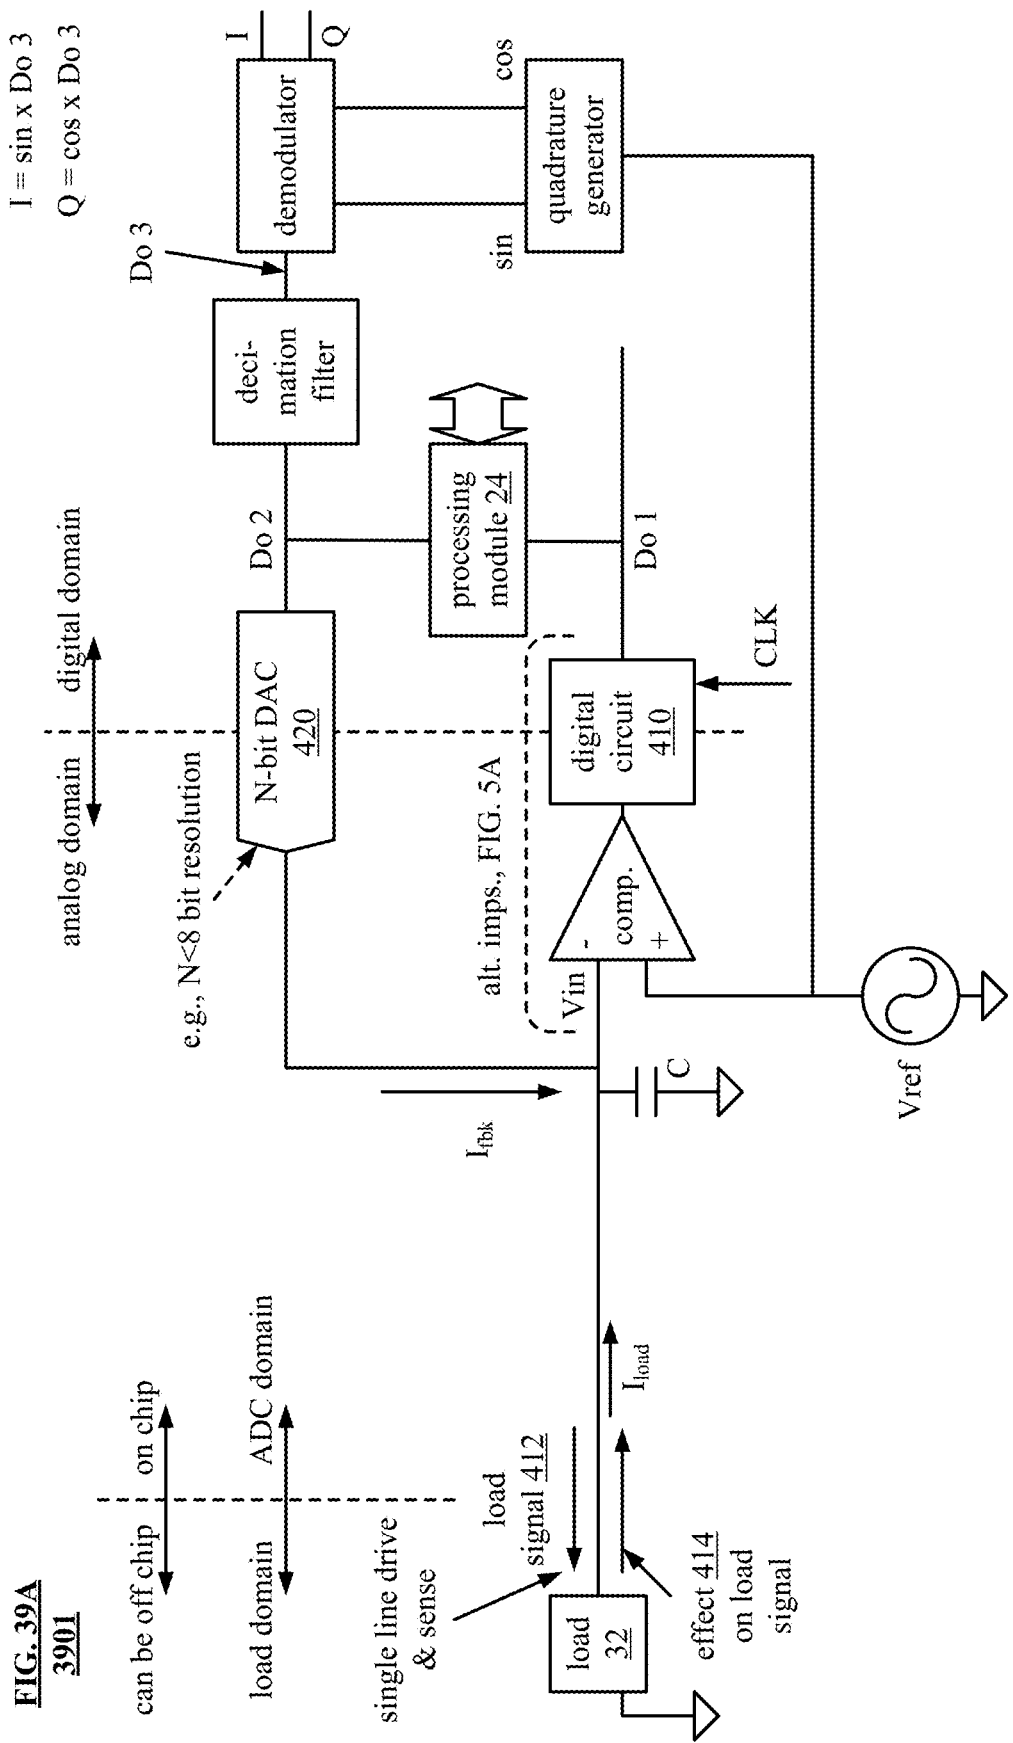 FIG. 39A
3901
can be off chip
on chip
load domain
ADC domain
single line drive
& sense
load
signal 412
load
32
effect 414
on load
signal
Iload
Ifbk
C
analog domain
digital domain
e.g., N<8 bit resolution
N-bit DAC
420
alt. imps., FIG. 5A
Vin
-
+
comp.
digital
circuit
410
CLK
Vref
Do 1
Do 2
processing
module 24
deci-
mation
filter
Do 3
demodulator
I
Q
sin
cos
quadrature
generator
I = sin x Do 3
Q = cos x Do 3